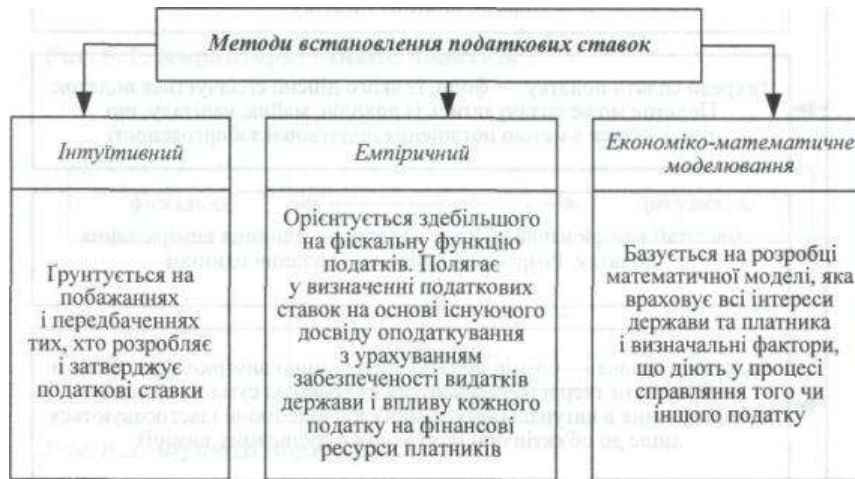 Методи встановлення податкових ставок
Інтуїтивний
Ґрунтується на
побажаннях
і передбаченнях
тих, хто розробляє
і затверджує
податкові ставки
Емпіричний
Орієнтується здебільшого
на фіскальну функцію
податків. Полягає
у визначенні податкових
ставок на основі існуючого
досвіду оподаткування
з урахуванням
забезпеченості видатків
держави і впливу кожного
податку на фінансові
ресурси платників
Економіко-математичне
моделювання
Базується на розробці
математичної моделі, яка
враховує всі інтереси
держави та платника
і визначальні фактори,
що діють у процесі
справляння того чи
іншого податку